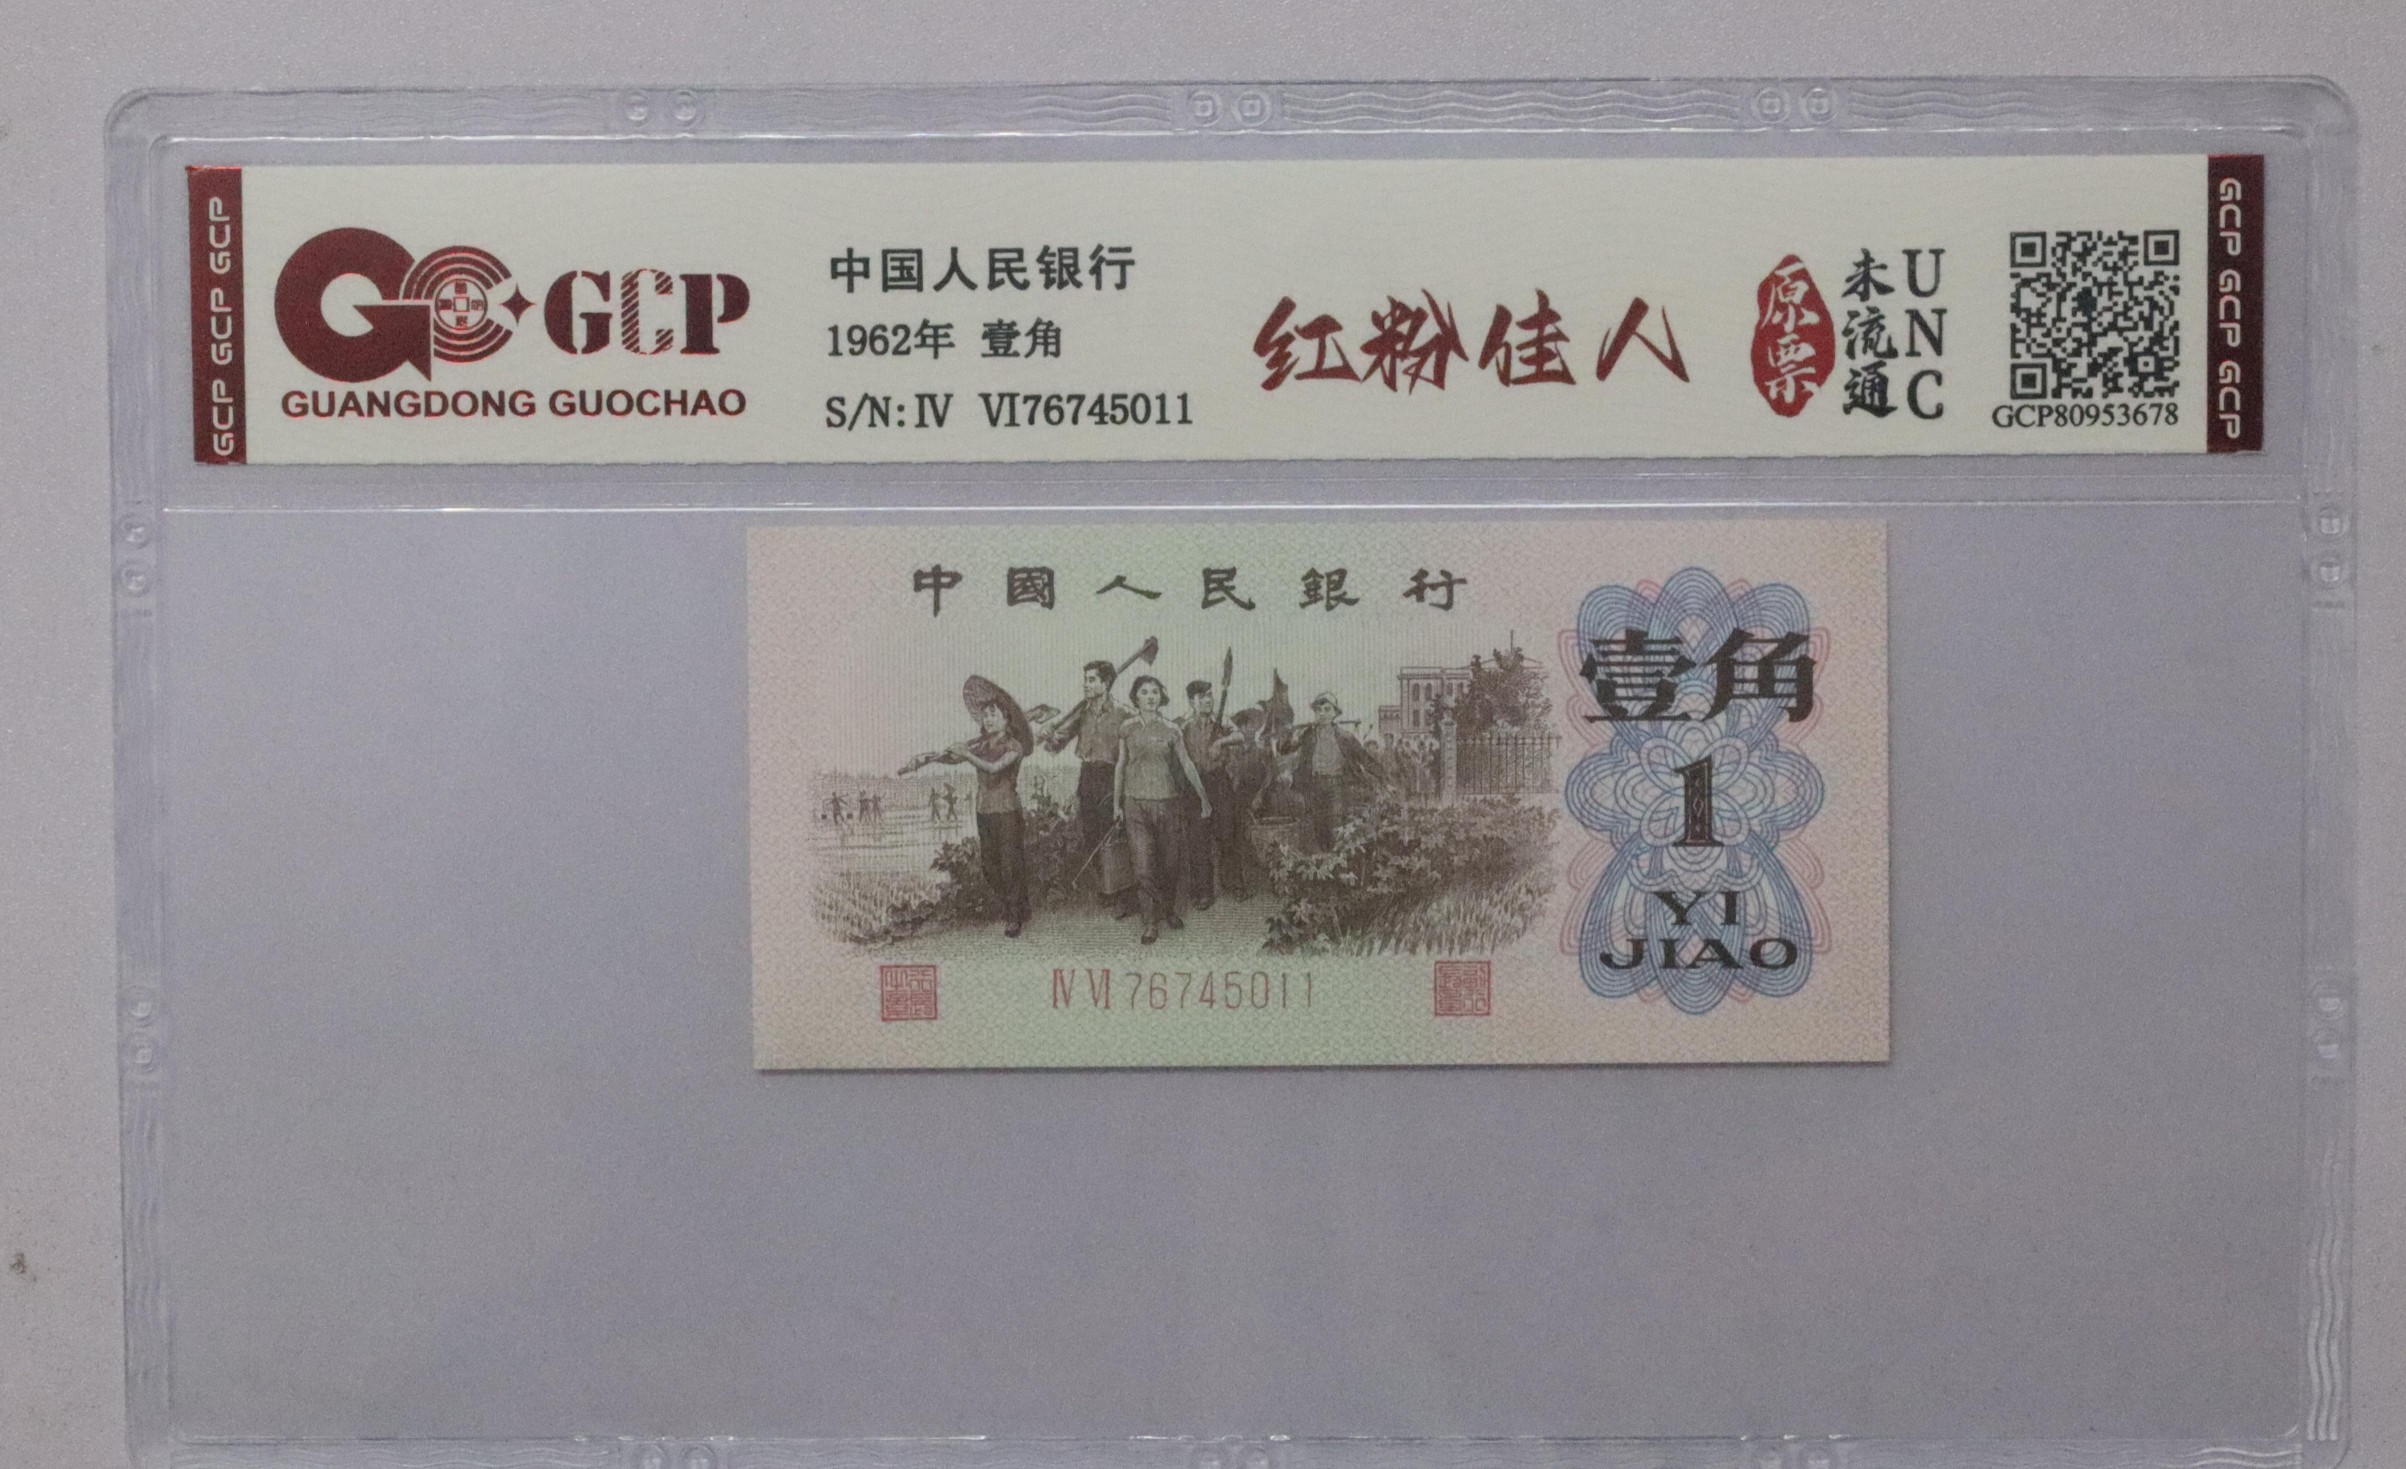 GCP GCP GCP
GCP
GUANGDONG GUOCHAO
中国人民银行
1962年 壹角
S/N: IV VI76745011
红粉佳人
原票
未流通
UNC
GCP80953678
GCP GCP GCP
中國人民銀行
壹角
1
YI
JIAO
IV VI 76745011